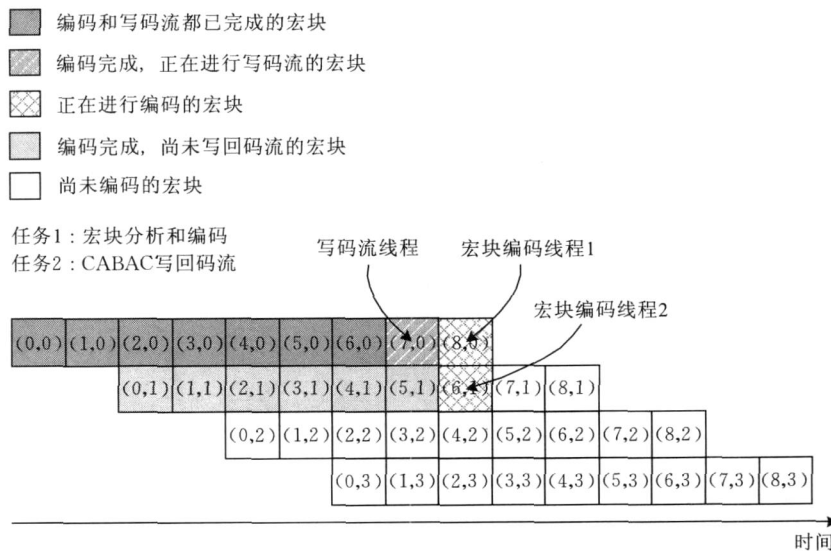 编码和写码流都已完成的宏块
编码完成，正在进行写码流的宏块
正在进行编码的宏块
编码完成，尚未写回码流的宏块
尚未编码的宏块
任务1：宏块分析和编码
任务2：CABAC写回码流
写码流线程
宏块编码线程1
宏块编码线程2
(0,0) (1,0) (2,0) (3,0) (4,0) (5,0) (6,0) (7,0) (8,0)
(0,1) (1,1) (2,1) (3,1) (4,1) (5,1) (6,1) (7,1) (8,1)
(0,2) (1,2) (2,2) (3,2) (4,2) (5,2) (6,2) (7,2) (8,2)
(0,3) (1,3) (2,3) (3,3) (4,3) (5,3) (6,3) (7,3) (8,3)
时间